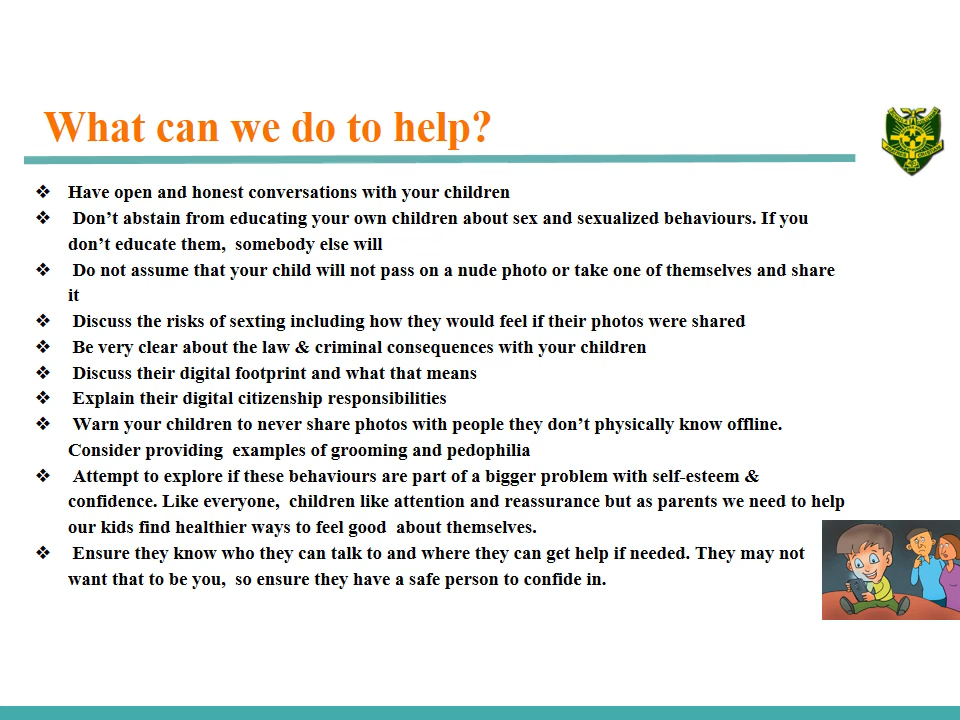 What can we do to help?
❖ Have open and honest conversations with your children
❖ Don’t abstain from educating your own children about sex and sexualized behaviours. If you
don’t educate them, somebody else will
❖ Do not assume that your child will not pass on a nude photo or take one of themselves and share
it
❖ Discuss the risks of sexting including how they would feel if their photos were shared
❖ Be very clear about the law & criminal consequences with your children
❖ Discuss their digital footprint and what that means
❖ Explain their digital citizenship responsibilities
❖ Warn your children to never share photos with people they don’t physically know offline.
Consider providing examples of grooming and pedophilia
❖ Attempt to explore if these behaviours are part of a bigger problem with self-esteem &
confidence. Like everyone, children like attention and reassurance but as parents we need to help
our kids find healthier ways to feel good about themselves.
❖ Ensure they know who they can talk to and where they can get help if needed. They may not
want that to be you, so ensure they have a safe person to confide in.